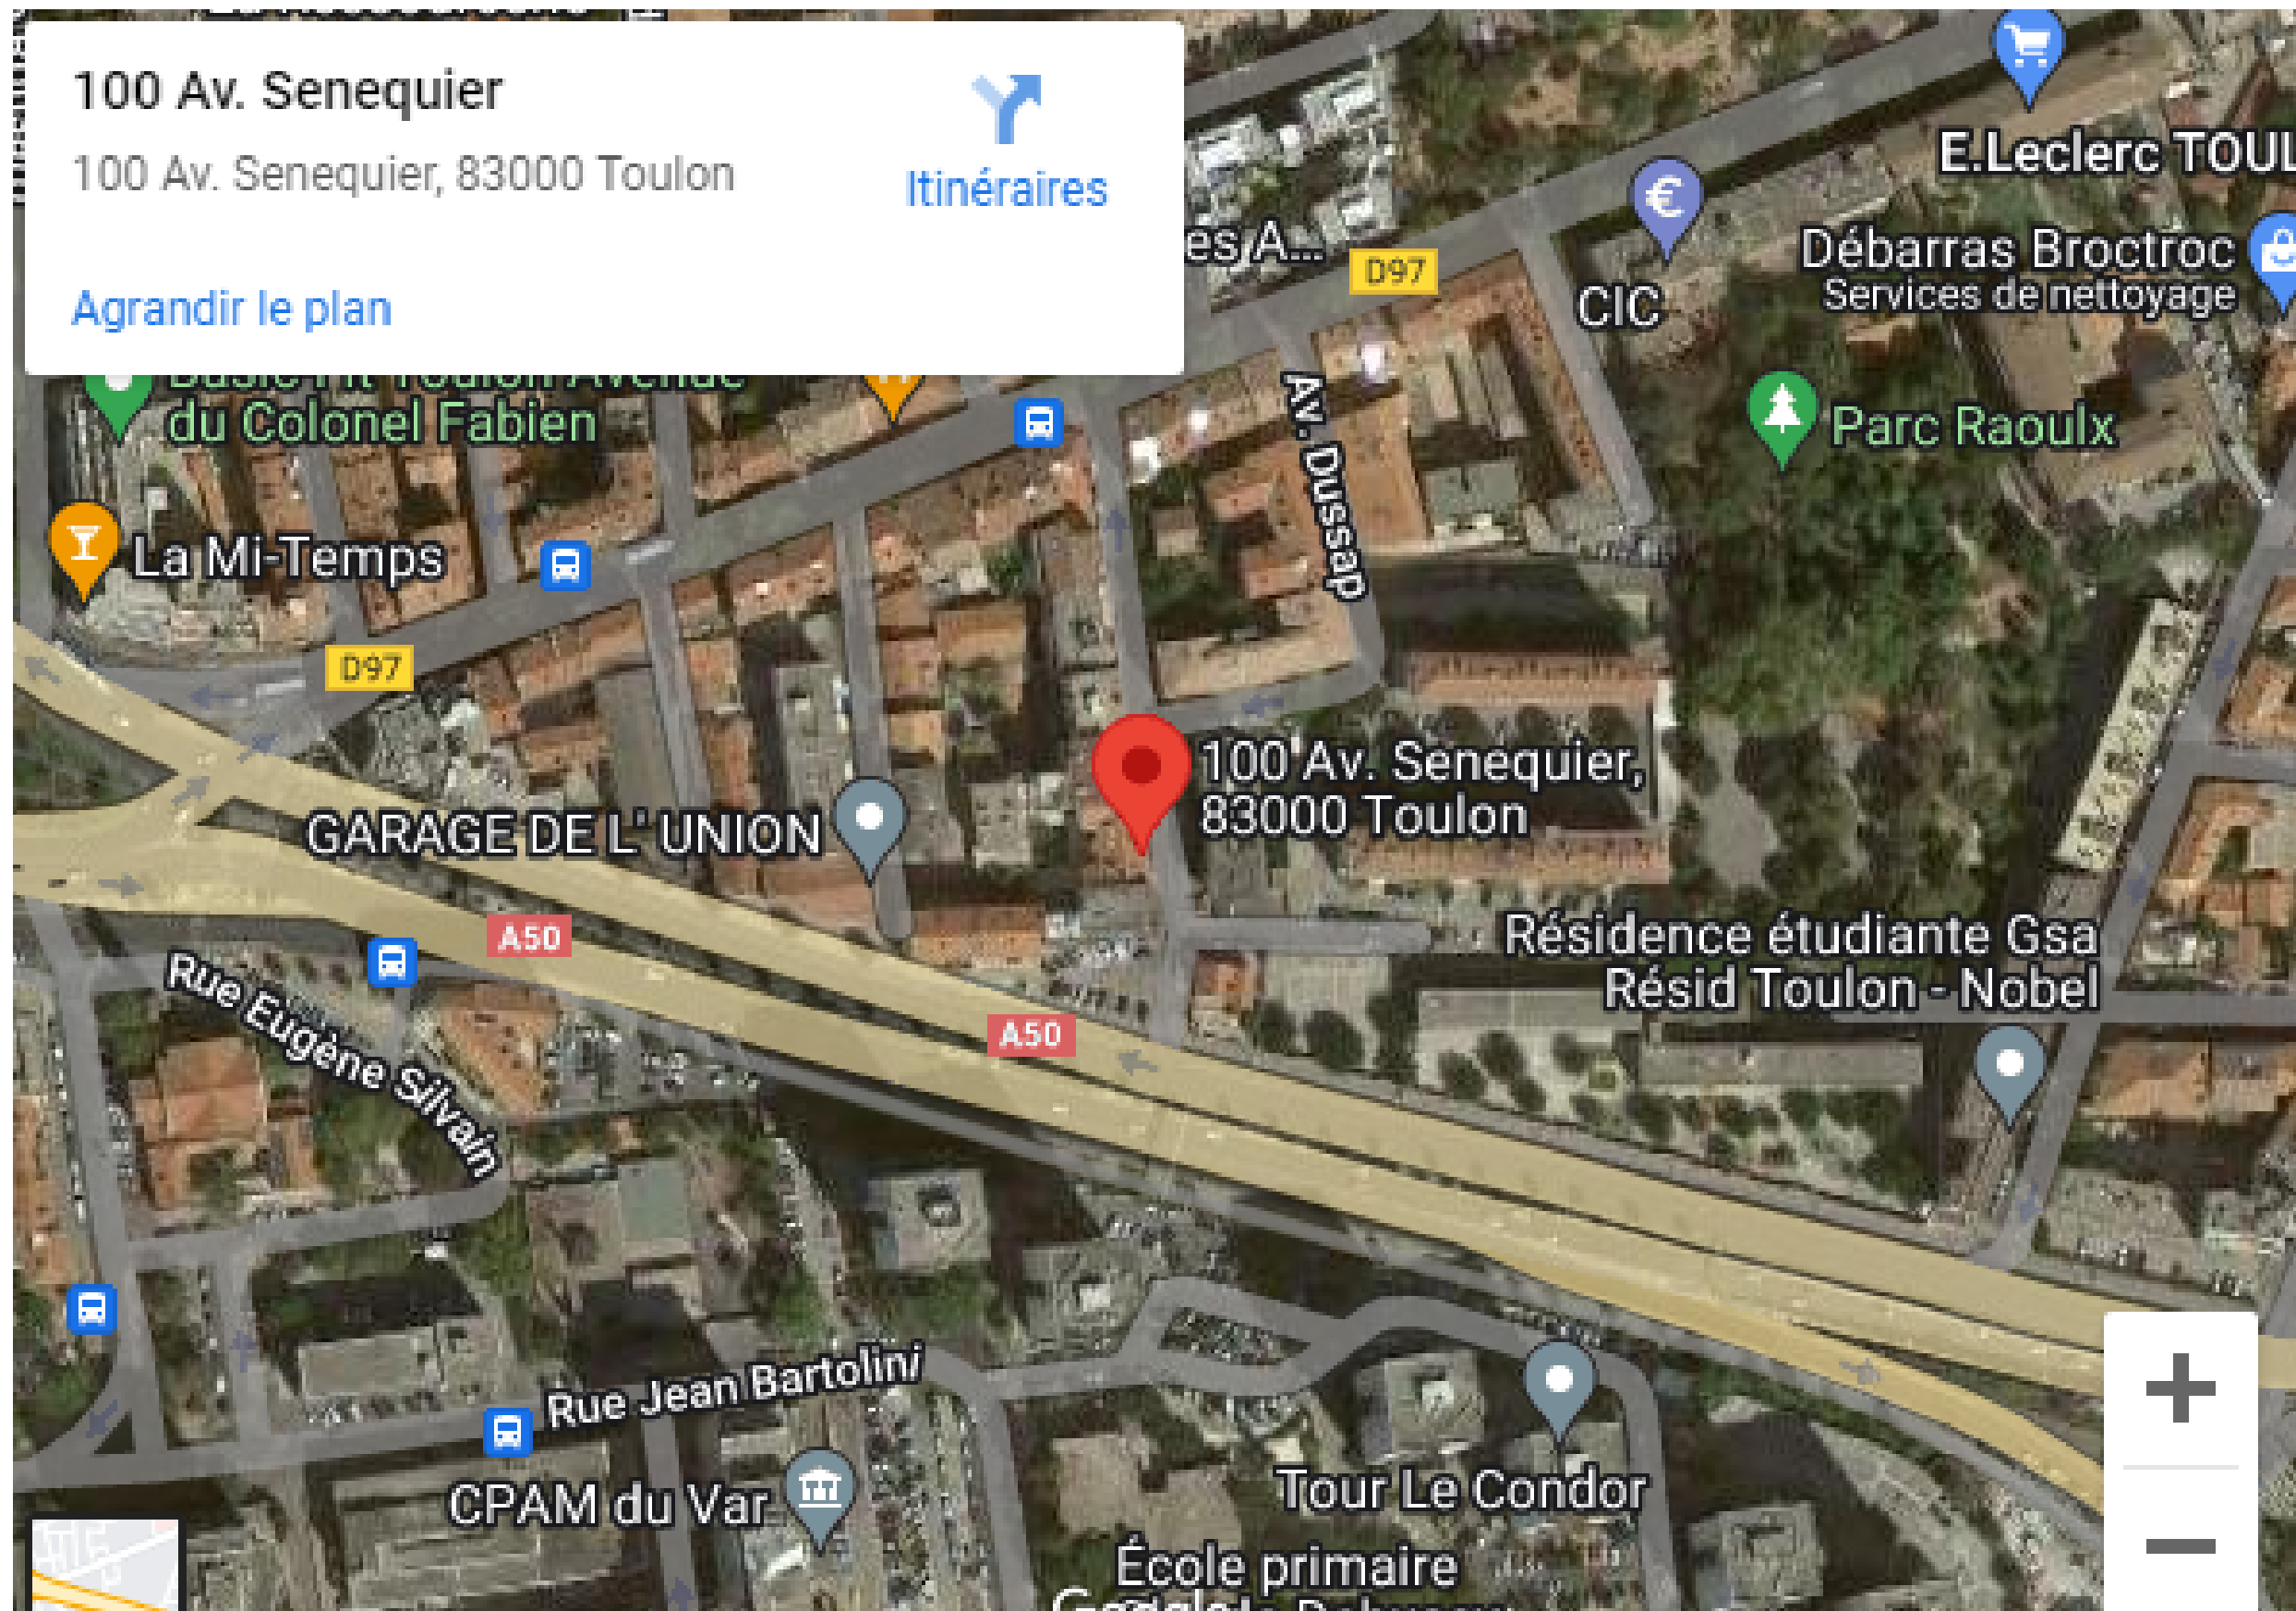 100 Av. Senequier
100 Av. Senequier, 83000 Toulon
Itinéraires
Agrandir le plan
E.Leclerc TOUL
es A...
D97
CIC
Débarras Broctroc
Services de nettoyage
du Colonel Fabien
Av. Dussap
Parc Raoulx
La Mi-Temps
D97
100 Av. Senequier,
83000 Toulon
GARAGE DE L' UNION
A50
Résidence étudiante Gsa
Résid Toulon - Nobel
A50
Rue Eugène Silvain
Rue Jean Bartolini
CPAM du Var
Tour Le Condor
École primaire